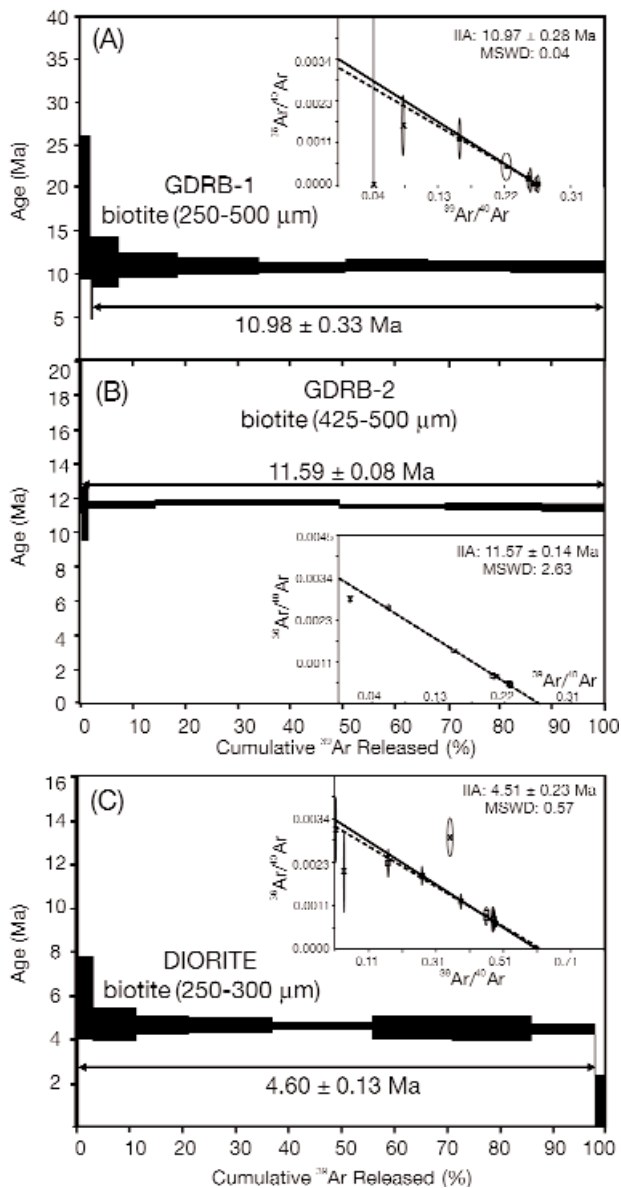 (A)
IIA: 10.97 ± 0.28 Ma
MSWD: 0.04
³⁶Ar/⁴⁰Ar
0.0034
0.0023
0.0011
0.0000
0.04 0.13 0.22 0.31
³⁹Ar/⁴⁰Ar
Age (Ma)
40
35
30
25
20
15
10
5
GDRB-1
biotite (250-500 µm)
10.98 ± 0.33 Ma
(B)
GDRB-2
biotite (425-500 µm)
11.59 ± 0.08 Ma
Age (Ma)
20
18
16
14
12
10
8
6
4
2
0
0.0045
IIA: 11.57 ± 0.14 Ma
MSWD: 2.63
³⁶Ar/⁴⁰Ar
0.0034
0.0023
0.0011
³⁹Ar/⁴⁰Ar
0.04 0.13 0.22 0.31
0 10 20 30 40 50 60 70 80 90 100
Cumulative ³⁹Ar Released (%)
(C)
IIA: 4.51 ± 0.23 Ma
MSWD: 0.57
³⁶Ar/⁴⁰Ar
0.0034
0.0023
0.0011
0.0000
0.11 0.31 0.51 0.71
³⁹Ar/⁴⁰Ar
Age (Ma)
16
14
12
10
8
6
4
2
DIORITE
biotite (250-300 µm)
4.60 ± 0.13 Ma
0 10 20 30 40 50 60 70 80 90 100
Cumulative ³⁹Ar Released (%)